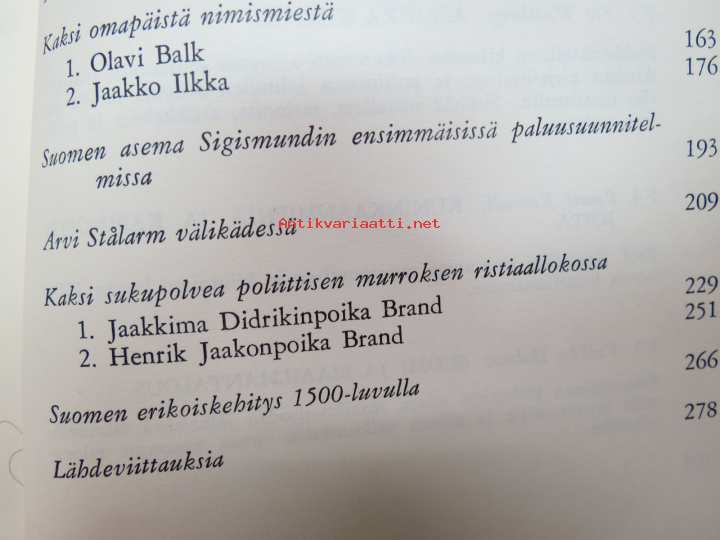 Kaksi omapäistä nimismiestä
1. Olavi Balk 163
2. Jaakko Ilkka 176
Suomen asema Sigismundin ensimmäisissä paluusuunnitel-
missa 193
Arvi Stålarm välikädessä 209
Antikvariaatti.net
Kaksi sukupolvea poliittisen murroksen ristiaallokossa
1. Jaakkima Didrikinpoika Brand 229
2. Henrik Jaakonpoika Brand 251
Suomen erikoiskehitys 1500-luvulla 266
Lähdeviittauksia 278